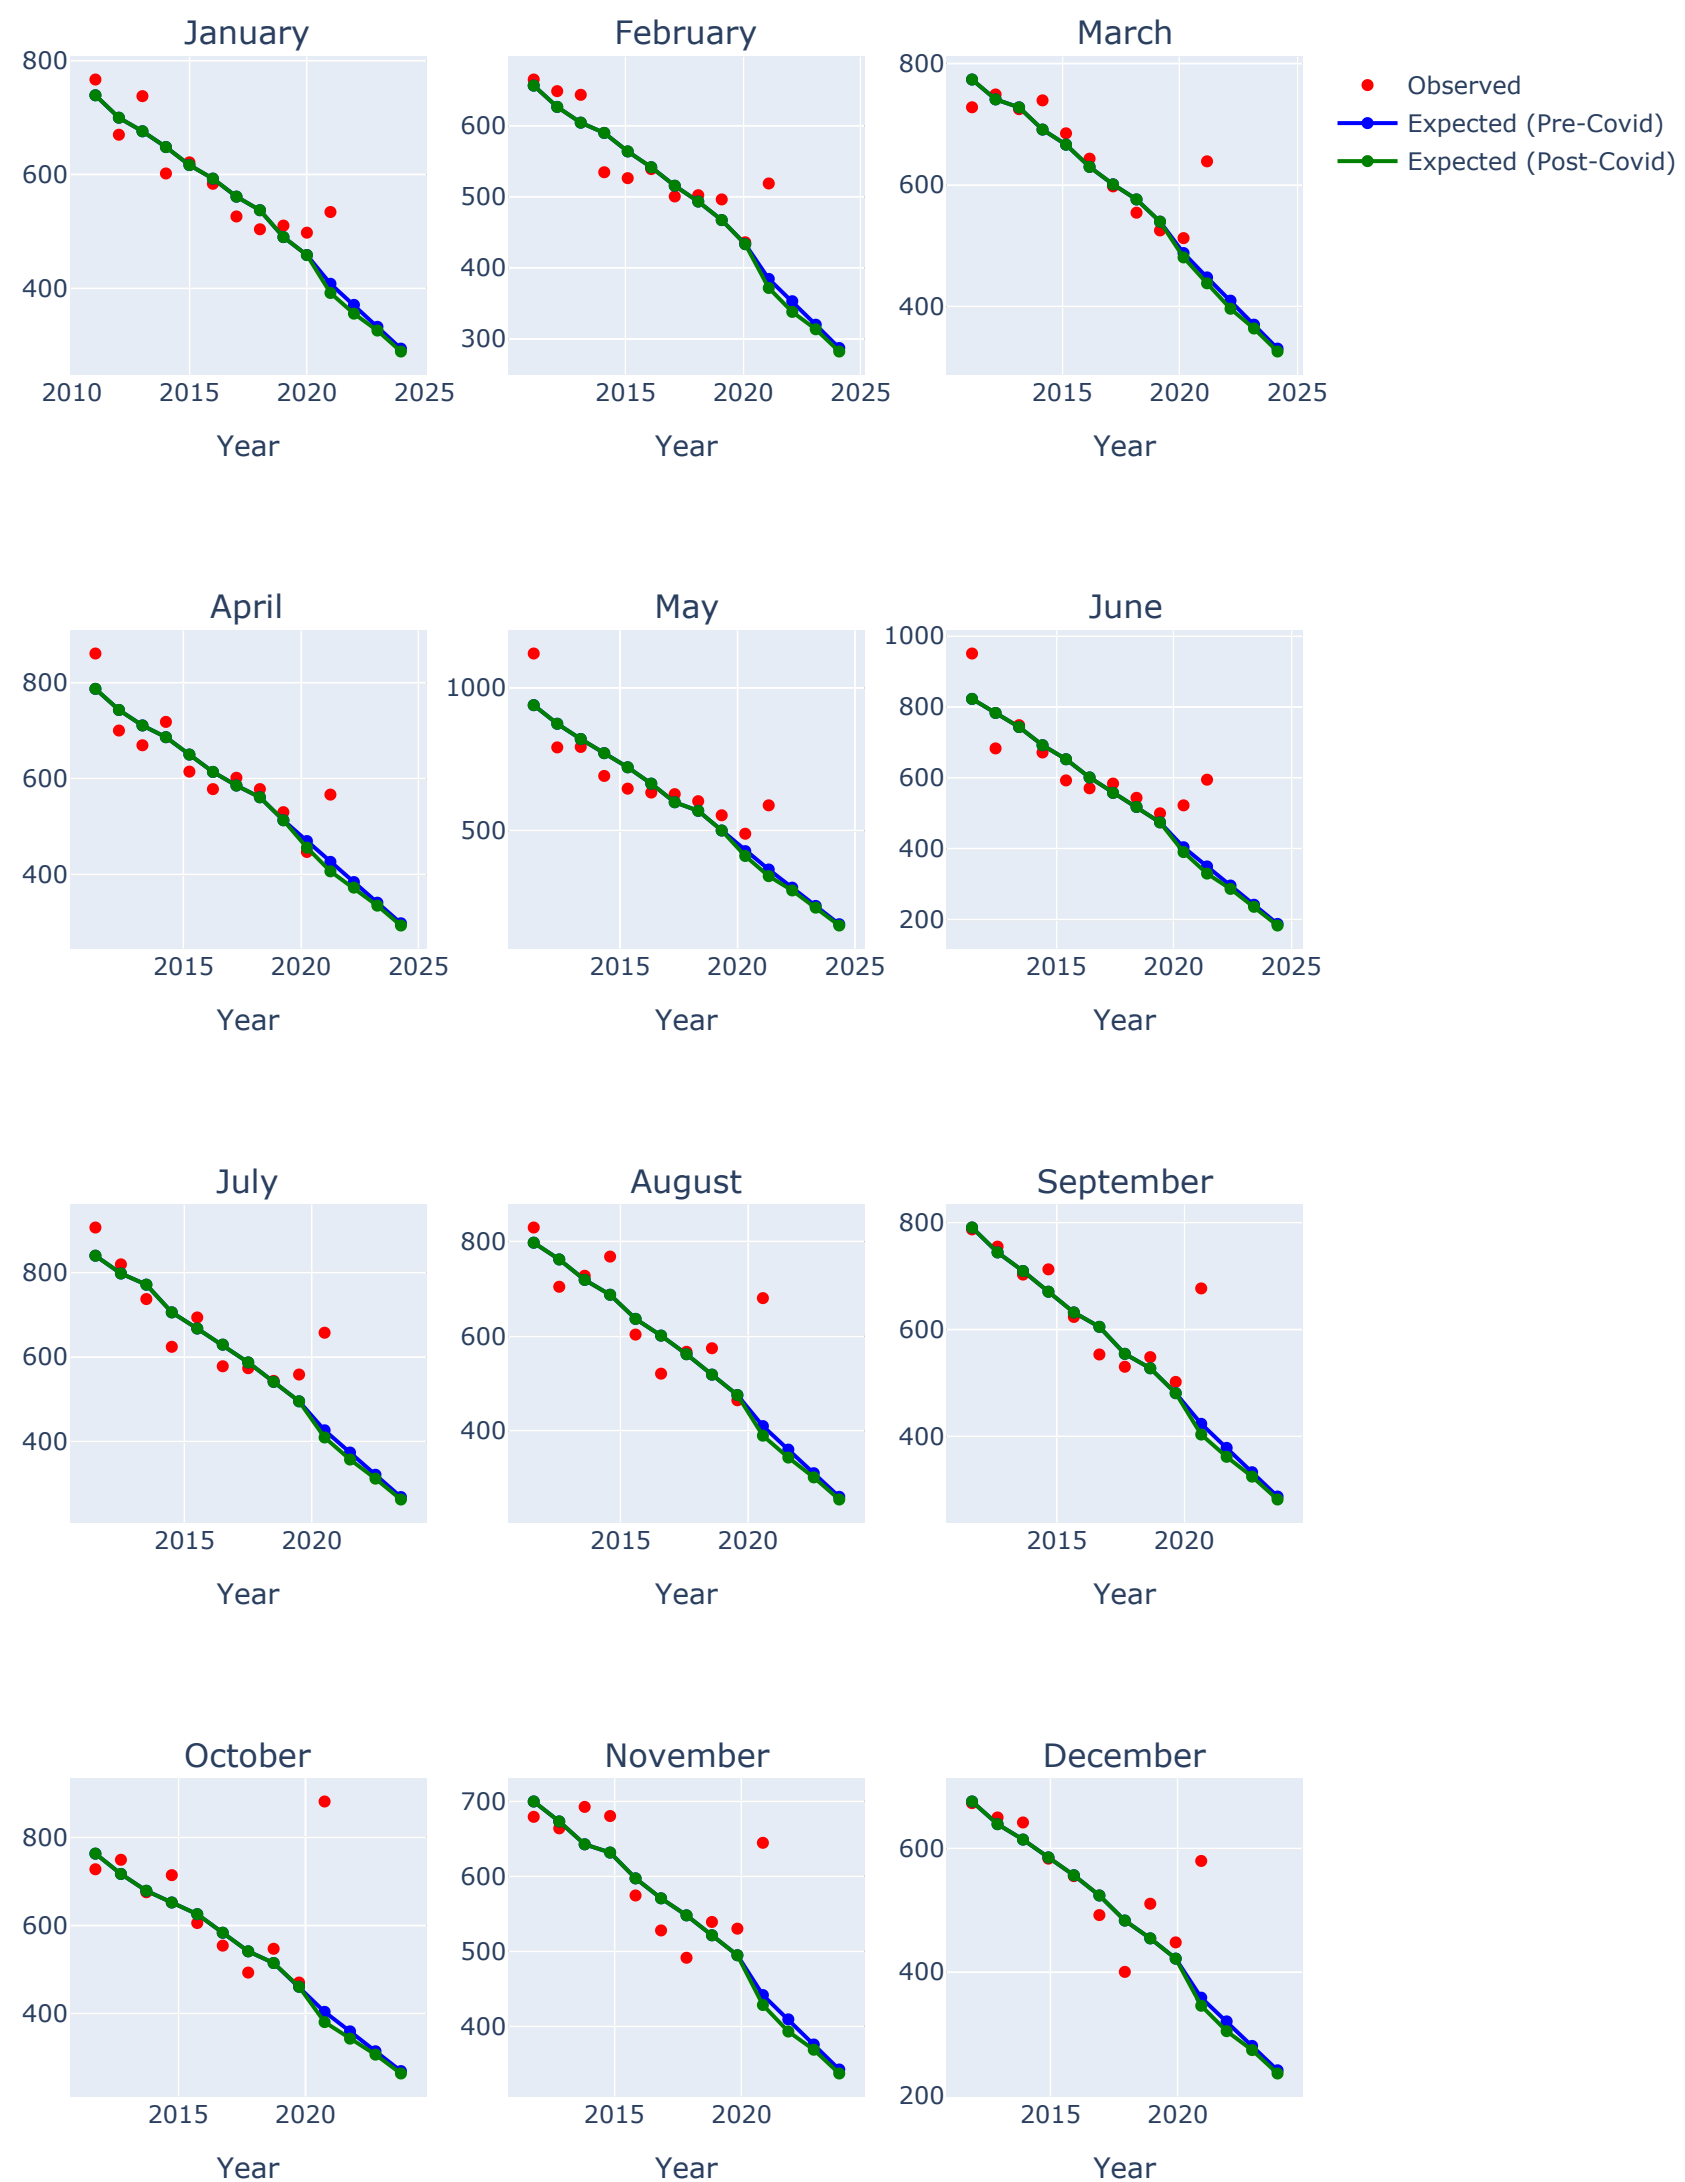 January
February
March
800
600
400
2010
2015
2020
2025
Year
600
500
400
300
2015
2020
2025
Year
800
600
400
2015
2020
2025
Year
Observed
Expected (Pre-Covid)
Expected (Post-Covid)
April
May
June
800
600
400
2015
2020
2025
Year
1000
500
2015
2020
2025
Year
1000
800
600
400
200
2015
2020
2025
Year
July
August
September
800
600
400
2015
2020
Year
800
600
400
2015
2020
Year
800
600
400
2015
2020
Year
October
November
December
800
600
400
2015
2020
Year
700
600
500
400
2015
2020
Year
600
400
200
2015
2020
Year